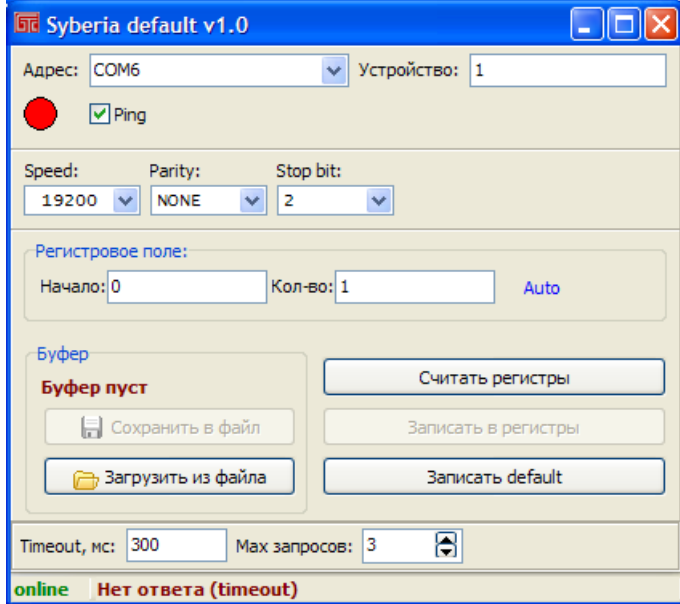 Syberia default v1.0
Адрес: COM6 Устройство: 1
Ping
Speed: Parity: Stop bit:
19200 NONE 2
Регистровое поле:
Начало: 0 Кол-во: 1 Auto
Буфер
Буфер пуст
Считать регистры
Сохранить в файл Записать в регистры
Загрузить из файла Записать default
Timeout, мс: 300 Max запросов: 3
online Нет ответа (timeout)